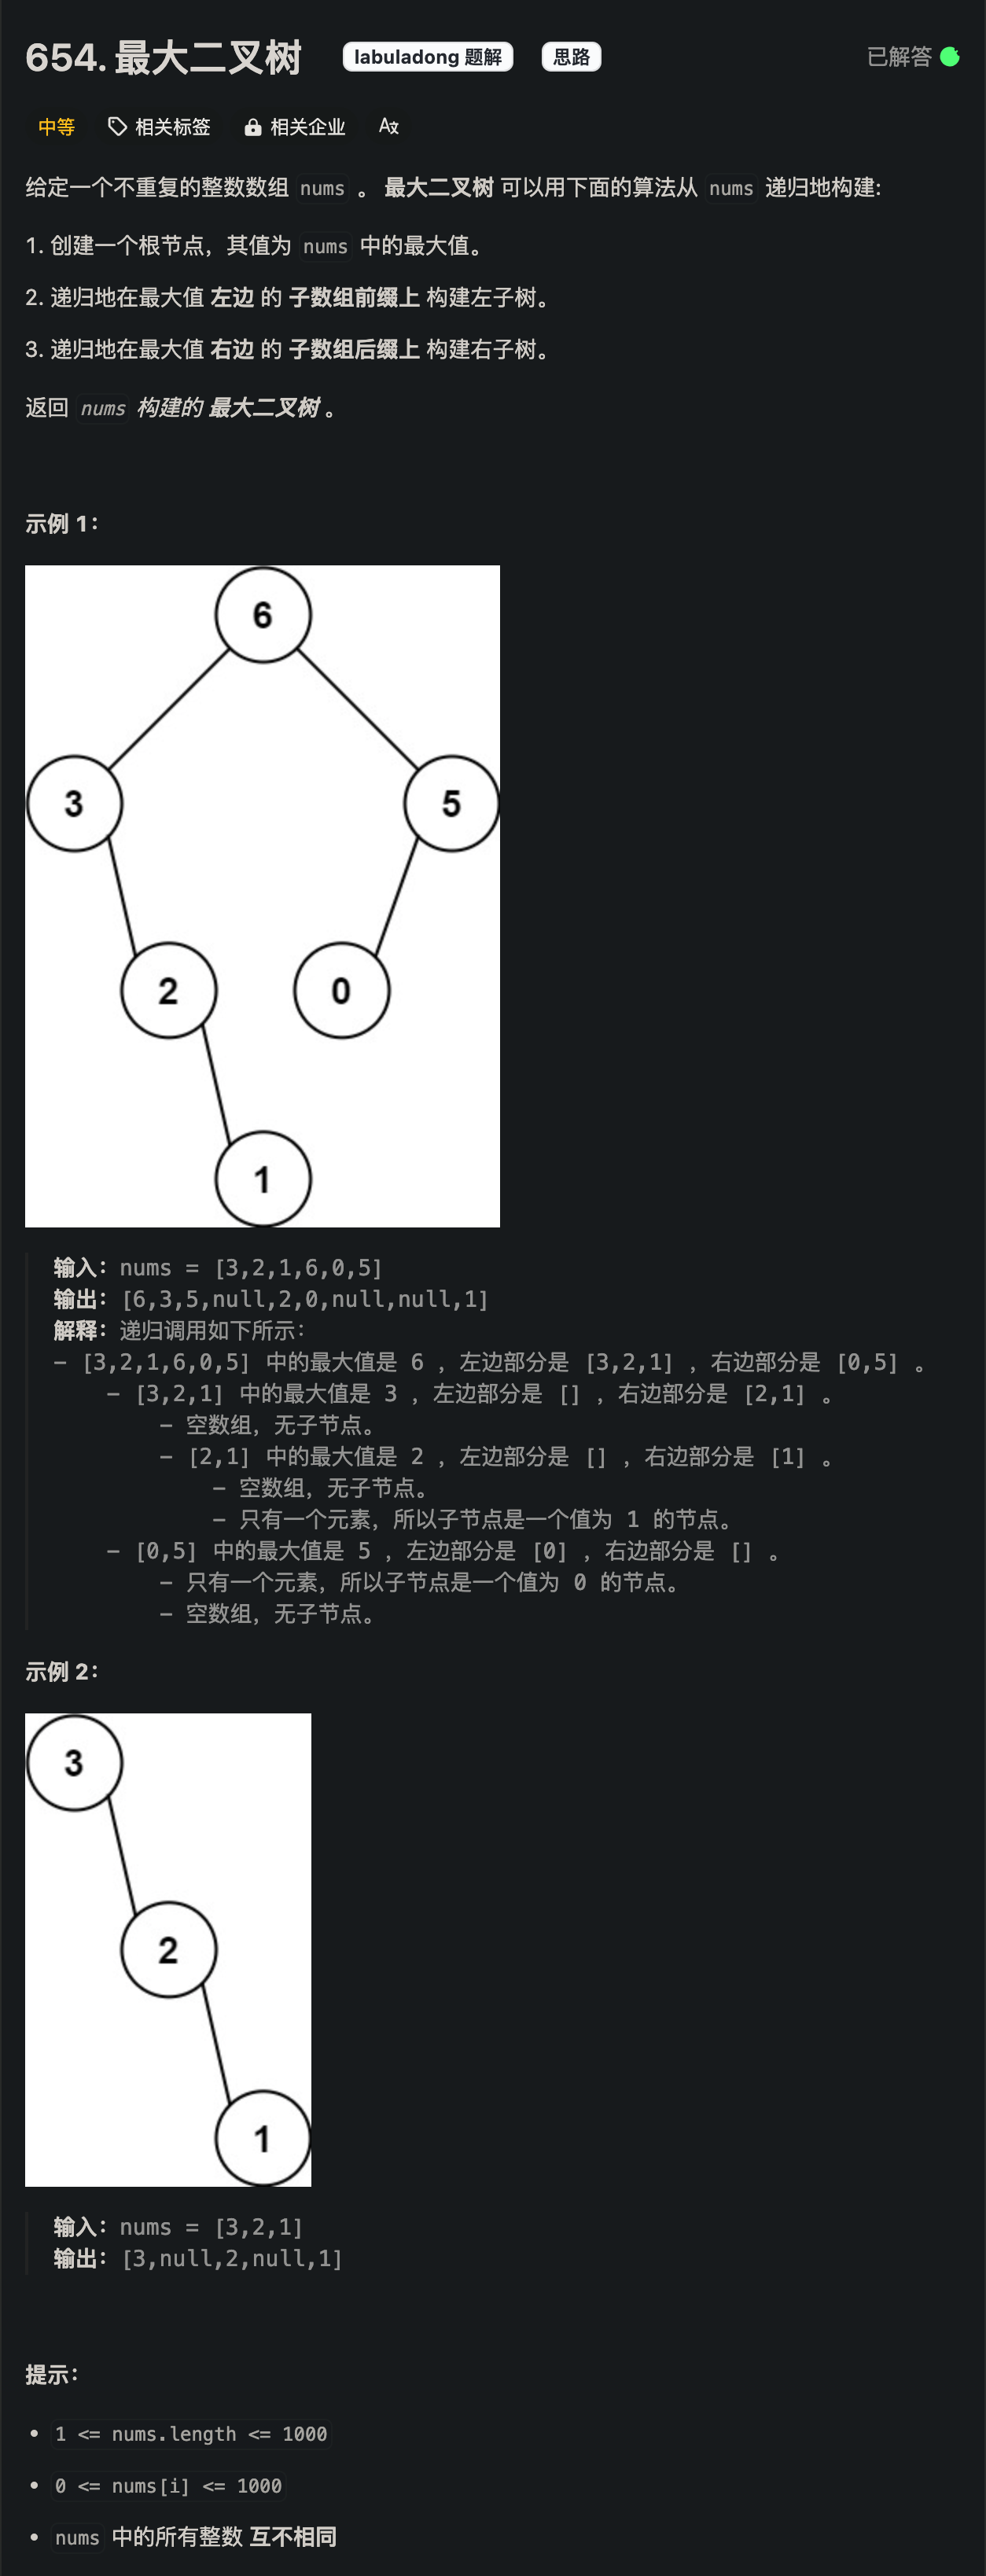 654. 最大二叉树 labuladong 题解 思路 已解答
中等 相关标签 相关企业
给定一个不重复的整数数组 nums 。 最大二叉树 可以用下面的算法从 nums 递归地构建:
1. 创建一个根节点，其值为 nums 中的最大值。
2. 递归地在最大值 左边 的 子数组前缀上 构建左子树。
3. 递归地在最大值 右边 的 子数组后缀上 构建右子树。
返回 nums 构建的 最大二叉树 。
示例 1：
6
3 5
2 0
1
输入：nums = [3,2,1,6,0,5]
输出：[6,3,5,null,2,0,null,null,1]
解释：递归调用如下所示：
- [3,2,1,6,0,5] 中的最大值是 6 ，左边部分是 [3,2,1] ，右边部分是 [0,5] 。
- [3,2,1] 中的最大值是 3 ，左边部分是 [] ，右边部分是 [2,1] 。
- 空数组，无子节点。
- [2,1] 中的最大值是 2 ，左边部分是 [] ，右边部分是 [1] 。
- 空数组，无子节点。
- 只有一个元素，所以子节点是一个值为 1 的节点。
- [0,5] 中的最大值是 5 ，左边部分是 [0] ，右边部分是 [] 。
- 只有一个元素，所以子节点是一个值为 0 的节点。
- 空数组，无子节点。
示例 2：
3
2
1
输入：nums = [3,2,1]
输出：[3,null,2,null,1]
提示：
• 1 <= nums.length <= 1000
• 0 <= nums[i] <= 1000
• nums 中的所有整数 互不相同